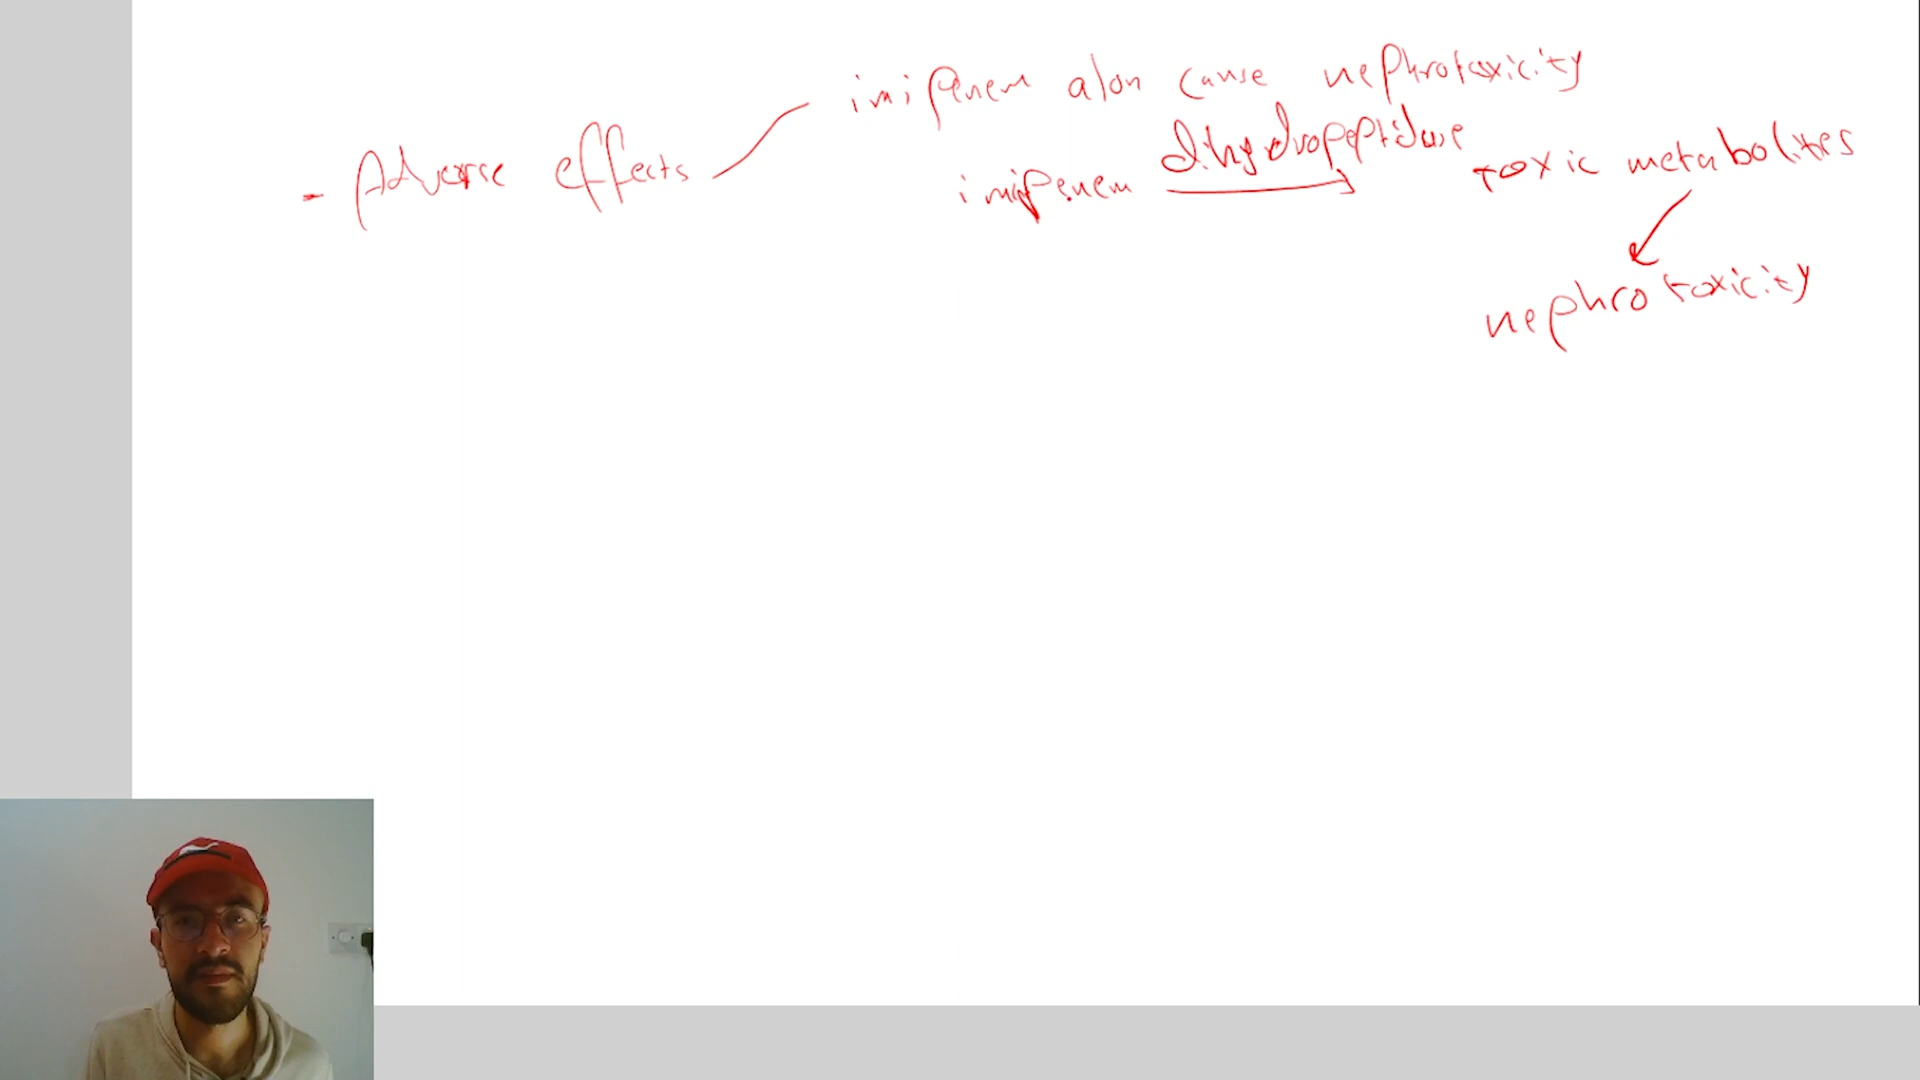 imipenem alon cause nephrotoxicity
- Adverse effects
dihydropeptidase
imipenem toxic metabolites
nephrotoxicity